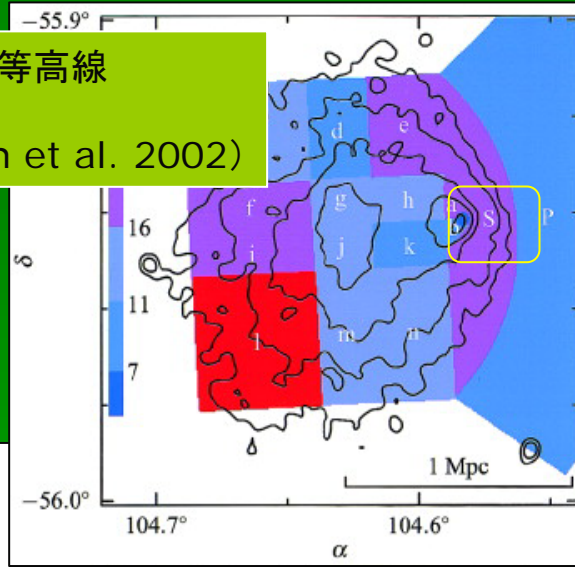 等高線
n et al. 2002)
−55.9°
d
e
f
g
h
a
b
S
P
16
δ
i
j
k
11
l
m
n
7
1 Mpc
−56.0°
104.7°
104.6°
α